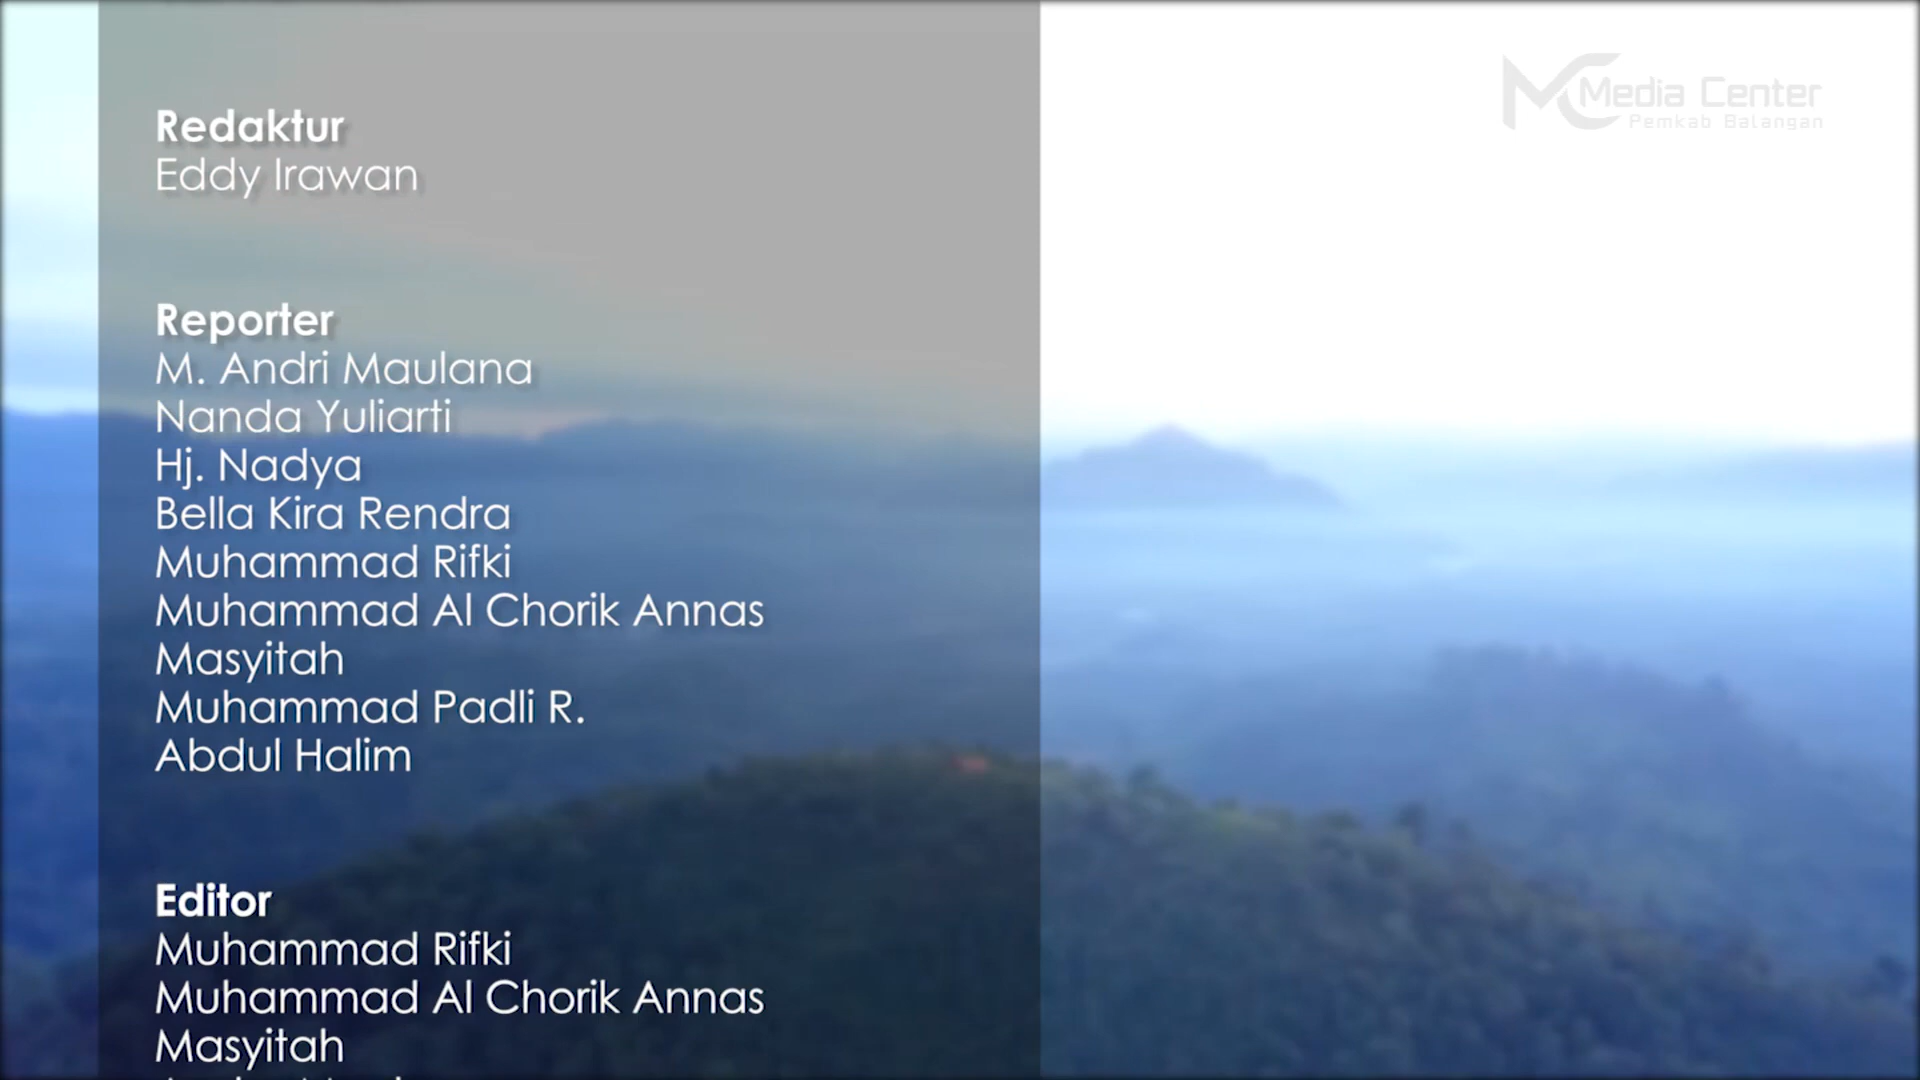 Media Center
Pemkab Balangan
Redaktur
Eddy Irawan
Reporter
M. Andri Maulana
Nanda Yuliarti
Hj. Nadya
Bella Kira Rendra
Muhammad Rifki
Muhammad Al Chorik Annas
Masyitah
Muhammad Padli R.
Abdul Halim
Editor
Muhammad Rifki
Muhammad Al Chorik Annas
Masyitah